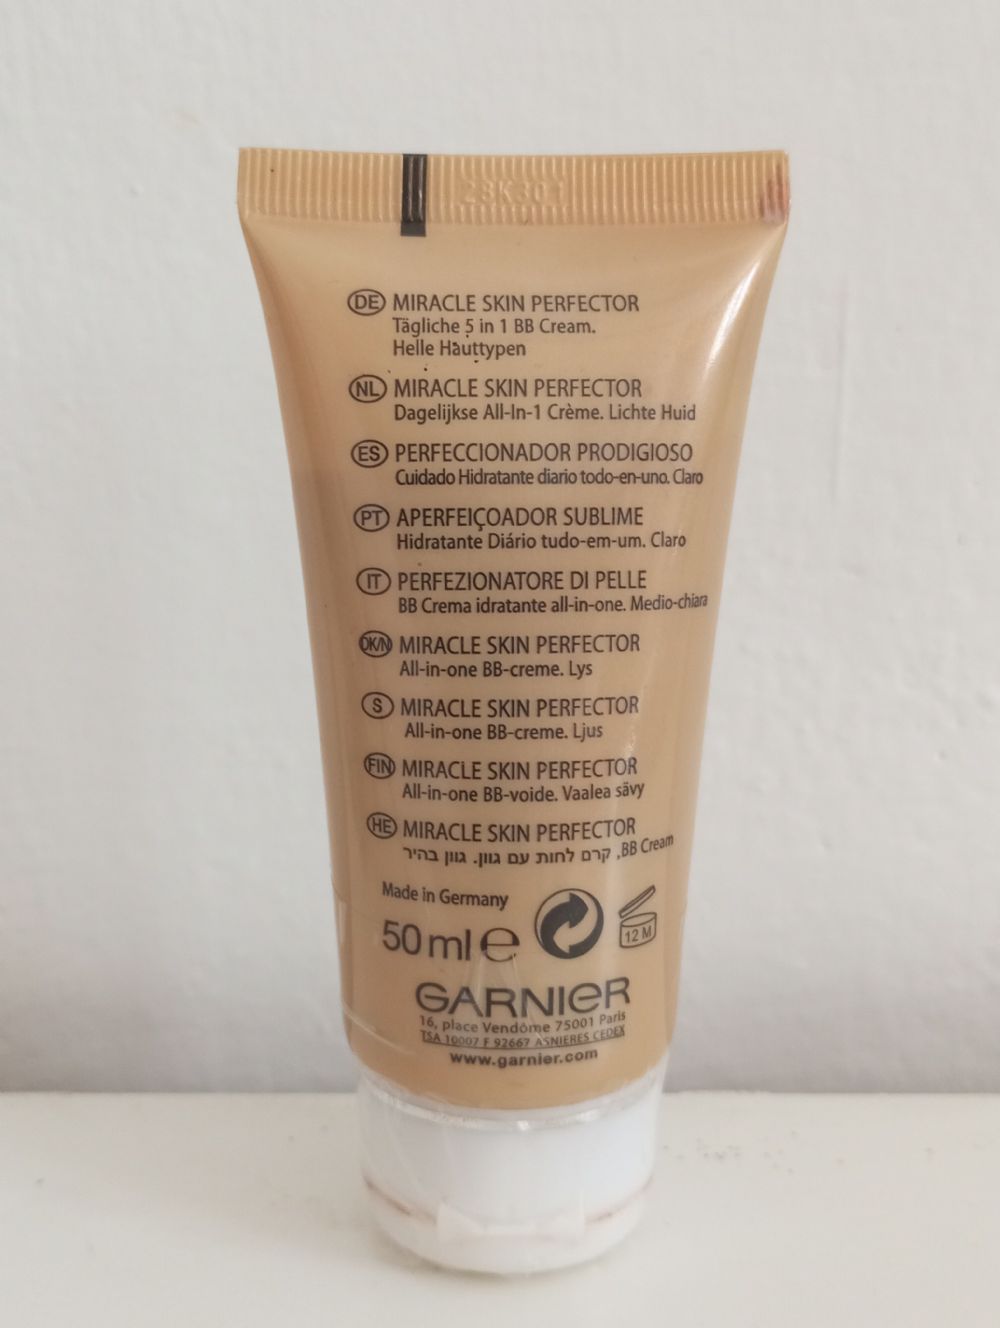 28K301
DE MIRACLE SKIN PERFECTOR
Tägliche 5 in 1 BB Cream.
Helle Hauttypen
NL MIRACLE SKIN PERFECTOR
Dagelijkse All-In-1 Crème. Lichte Huid
ES PERFECCIONADOR PRODIGIOSO
Cuidado Hidratante diario todo-en-uno. Claro
PT APERFEIÇOADOR SUBLIME
Hidratante Diário tudo-em-um. Claro
IT PERFEZIONATORE DI PELLE
BB Crema idratante all-in-one. Medio-chiara
DK/N MIRACLE SKIN PERFECTOR
All-in-one BB-creme. Lys
S MIRACLE SKIN PERFECTOR
All-in-one BB-creme. Ljus
FIN MIRACLE SKIN PERFECTOR
All-in-one BB-voide. Vaalea sävy
HE MIRACLE SKIN PERFECTOR
BB Cream, קרם לחות עם גוון. גוון בהיר
Made in Germany
50 ml e
12 M
GARNIER
16, place Vendôme 75001 Paris
TSA 10007 F 92667 ASNIERES CEDEX
www.garnier.com